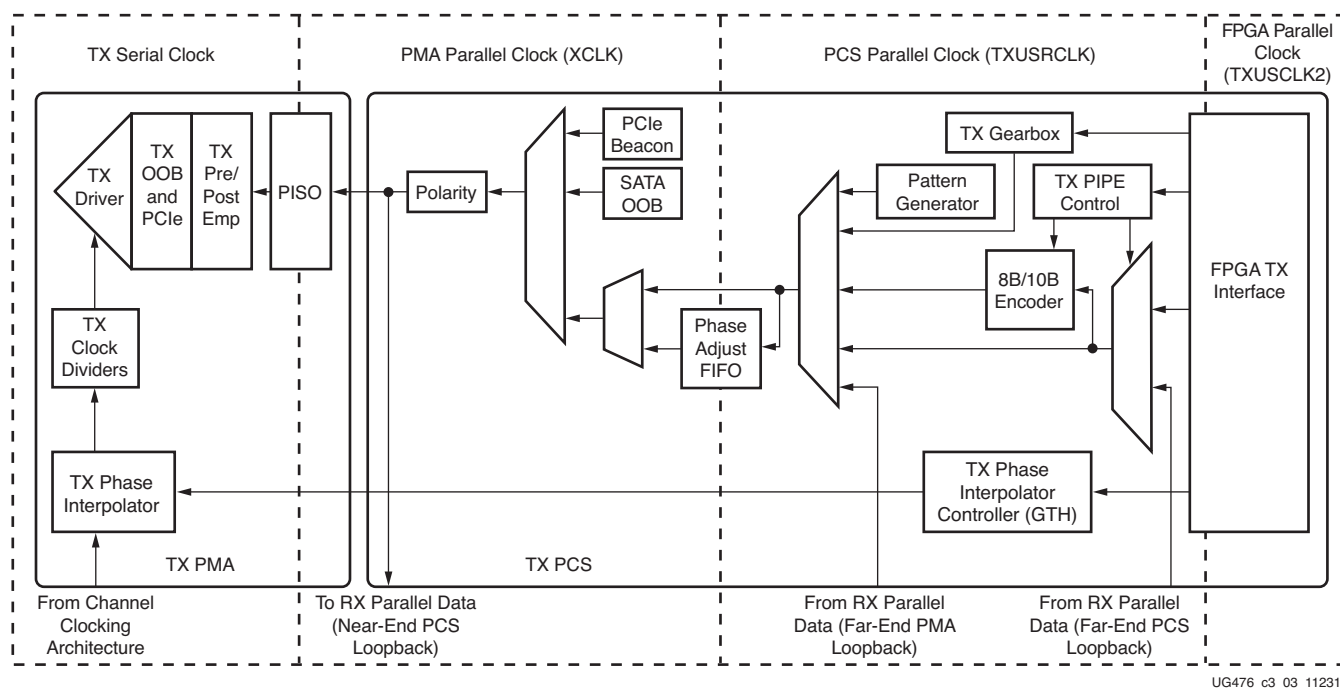 TX Serial Clock
PMA Parallel Clock (XCLK)
PCS Parallel Clock (TXUSRCLK)
FPGA Parallel
Clock
(TXUSCLK2)
TX
Driver
TX
OOB
and
PCIe
TX
Pre/
Post
Emp
PISO
Polarity
PCIe
Beacon
SATA
OOB
TX Gearbox
Pattern
Generator
TX PIPE
Control
8B/10B
Encoder
FPGA TX
Interface
Phase
Adjust
FIFO
TX
Clock
Dividers
TX Phase
Interpolator
TX Phase
Interpolator
Controller (GTH)
TX PMA
TX PCS
From Channel
Clocking
Architecture
To RX Parallel Data
(Near-End PCS
Loopback)
From RX Parallel
Data (Far-End PMA
Loopback)
From RX Parallel
Data (Far-End PCS
Loopback)
UG476_c3_03_11231